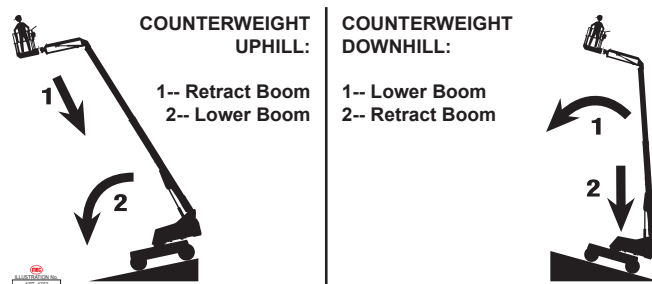 COUNTERWEIGHT
UPHILL:
1-- Retract Boom
2-- Lower Boom
1
2
COUNTERWEIGHT
DOWNHILL:
1-- Lower Boom
2-- Retract Boom
1
2
ILLUSTRATION No.